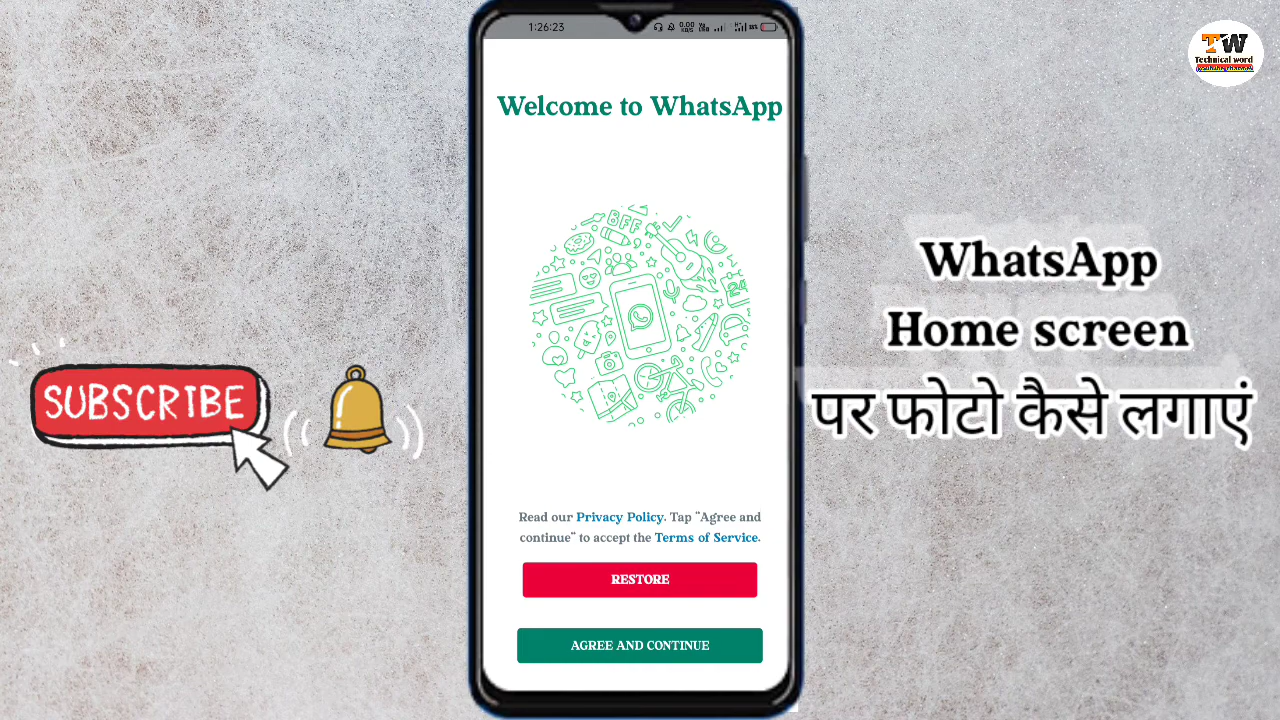 1:26:23
TW
Technical word
Welcome to WhatsApp
BFF
WhatsApp
Home screen
पर फोटो कैसे लगाएं
SUBSCRIBE
Read our Privacy Policy. Tap "Agree and
continue" to accept the Terms of Service.
RESTORE
AGREE AND CONTINUE